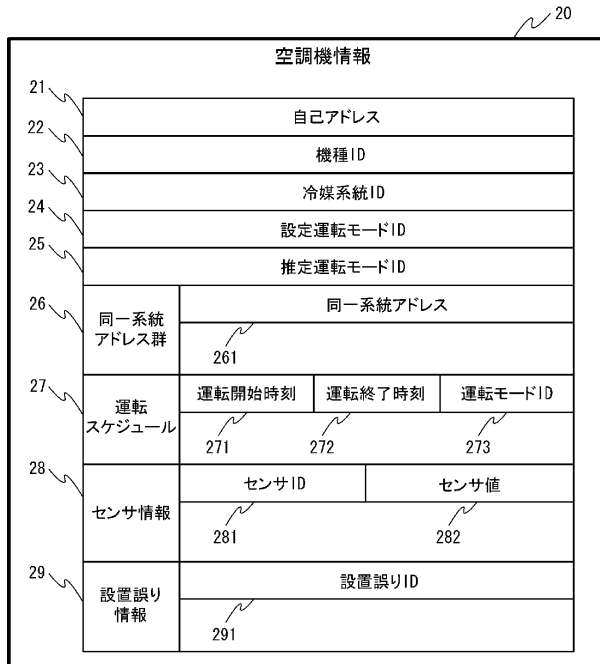 20
空調機情報
21
自己アドレス
22
機種ID
23
冷媒系統ID
24
設定運転モードID
25
推定運転モードID
26
同一系統
アドレス群
同一系統アドレス
261
27
運転
スケジュール
運転開始時刻
運転終了時刻
運転モードID
271
272
273
28
センサ情報
センサID
センサ値
281
282
29
設置誤り
情報
設置誤りID
291